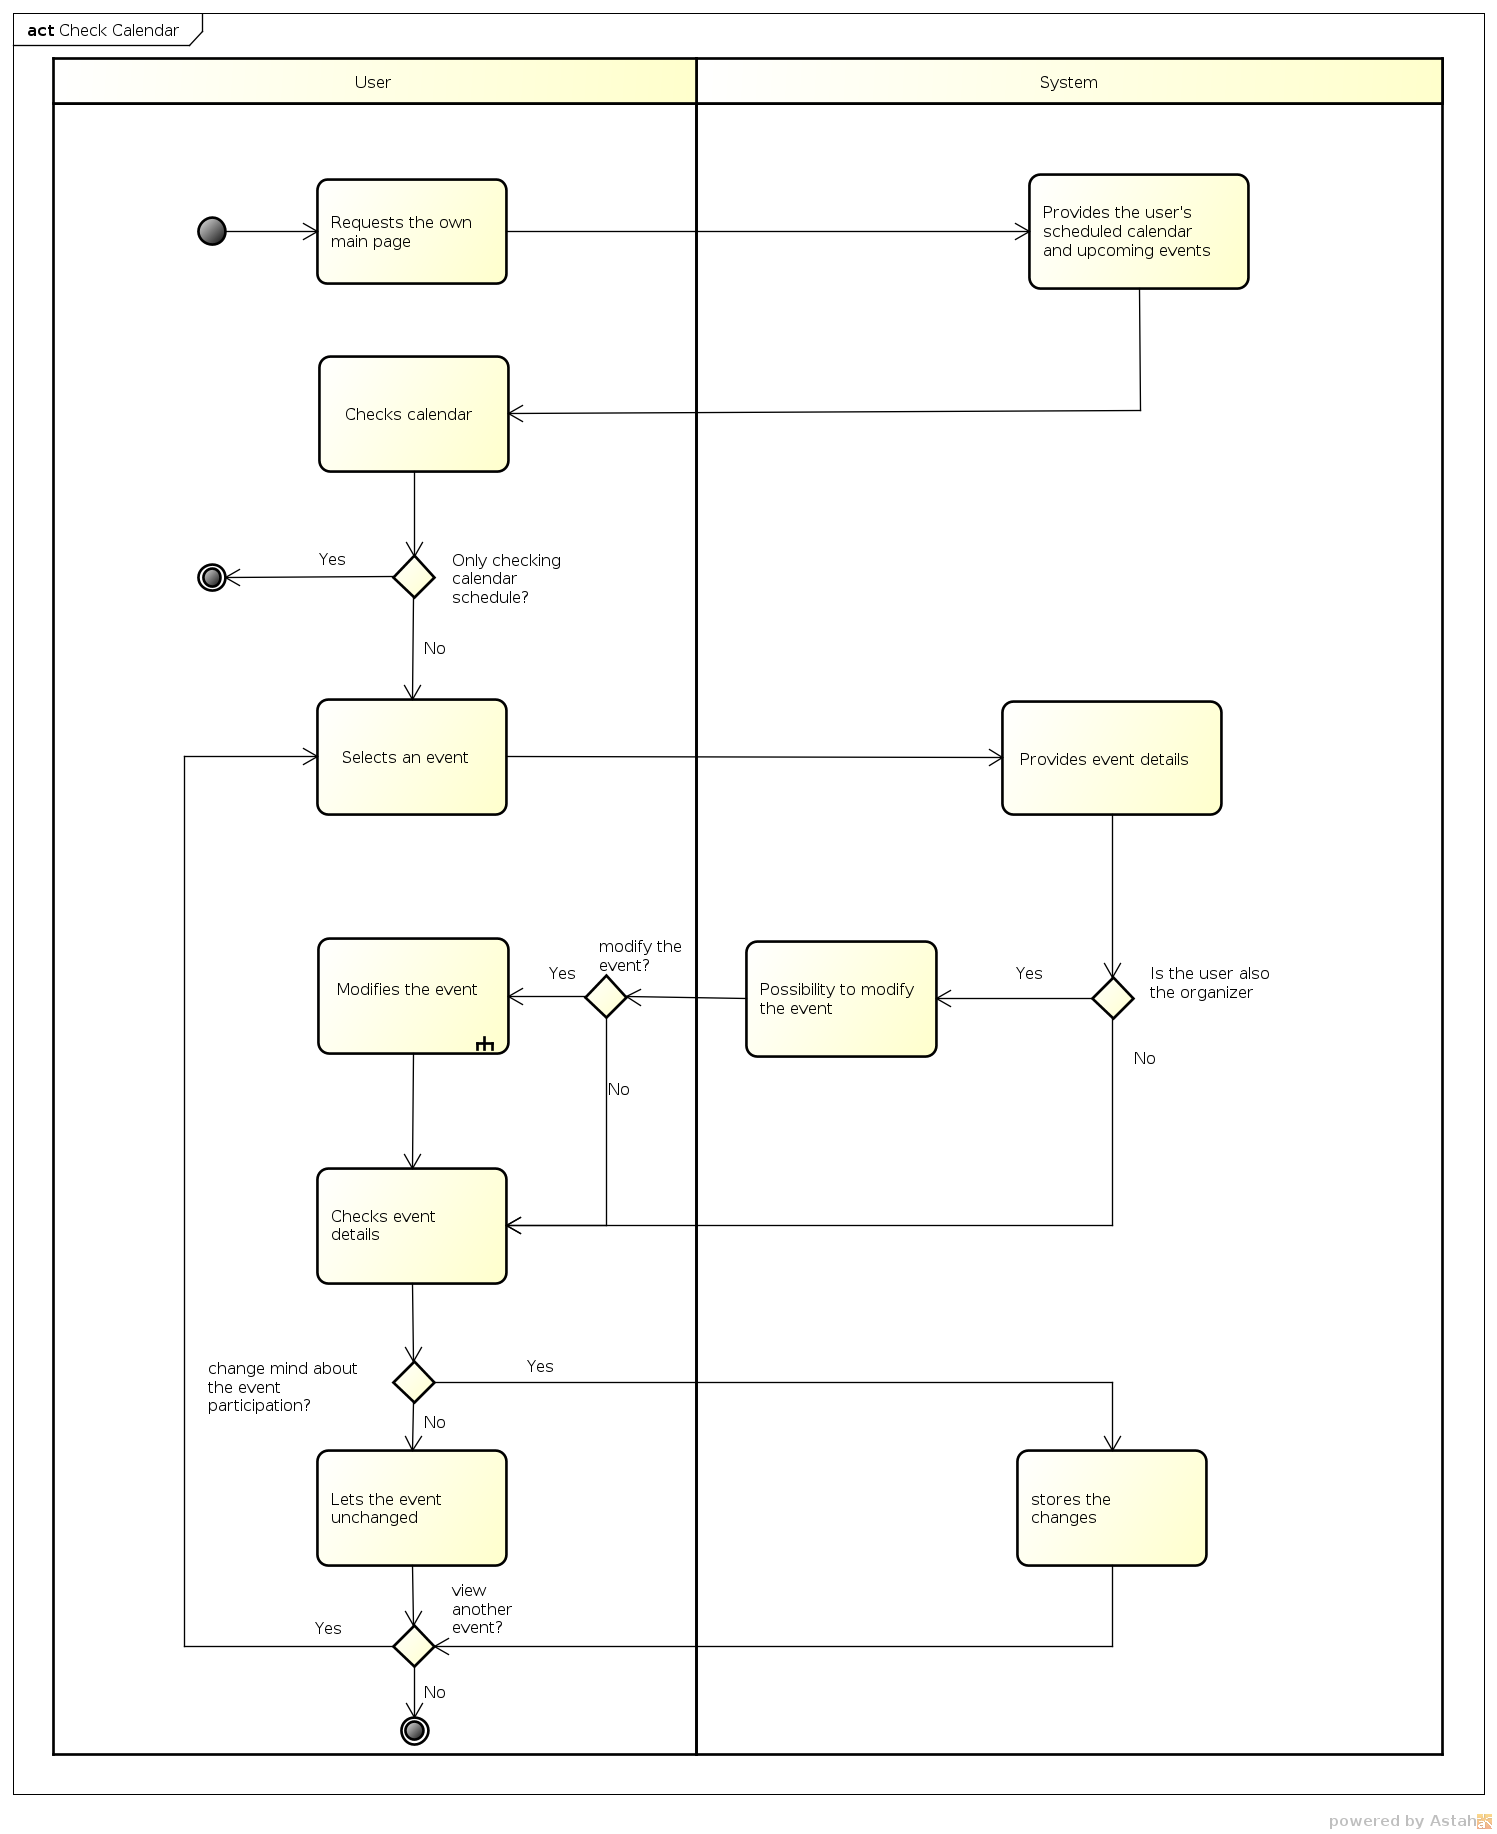 act Check Calendar
User
System
Requests the own
main page
Provides the user's
scheduled calendar
and upcoming events
Checks calendar
Yes
Only checking
calendar
schedule?
No
Selects an event
Provides event details
modify the
event?
Yes
Modifies the event
Possibility to modify
the event
Yes
Is the user also
the organizer
No
No
Checks event
details
change mind about
the event
participation?
Yes
No
Lets the event
unchanged
stores the
changes
view
another
event?
Yes
No
powered by Astah